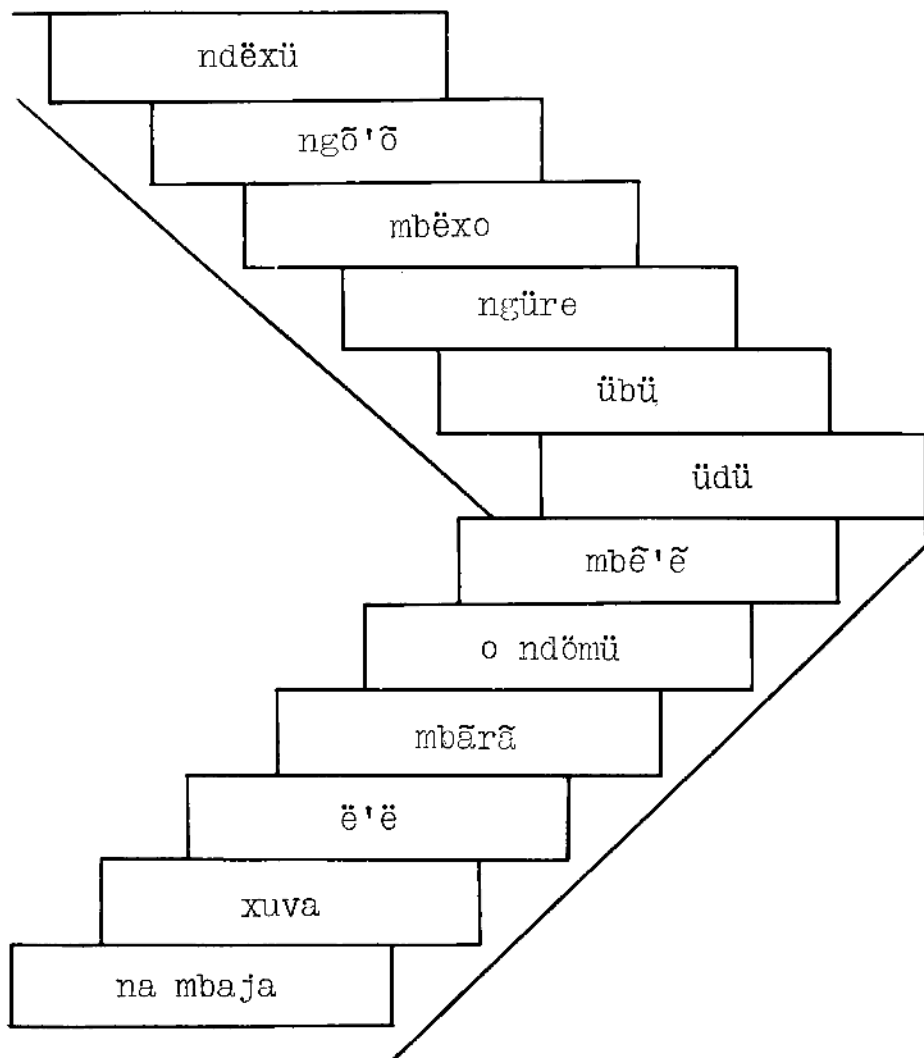 ndëxü
ngõ'õ
mbëxo
ngüre
übü
üdü
mbẽ'ẽ
o ndömü
mbãrã
ë'ë
xuva
na mbaja